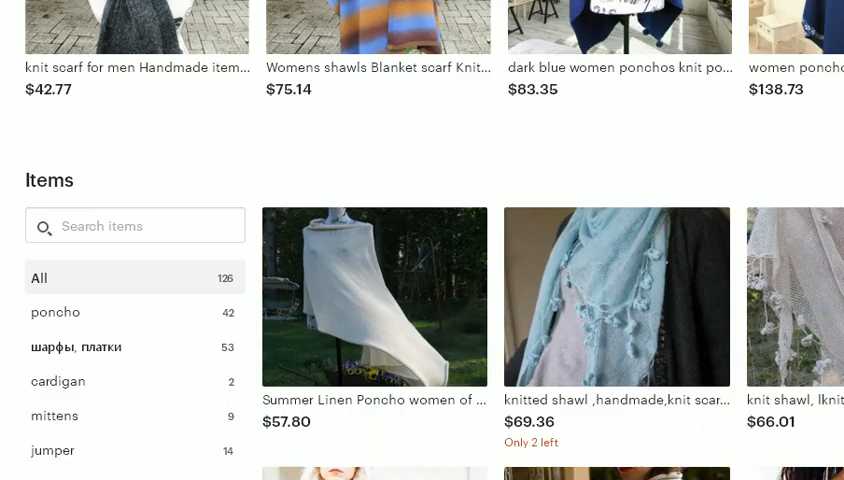 knit scarf for men Handmade item...
Womens shawls Blanket scarf Knit...
dark blue women ponchos knit po...
women poncho
$42.77
$75.14
$83.35
$138.73
Items
Search items
All 126
poncho 42
шарфы, платки 53
cardigan 2
mittens 9
jumper 14
Summer Linen Poncho women of ...
knitted shawl ,handmade,knit scar...
knit shawl, lknit
$57.80
$69.36
$66.01
Only 2 left